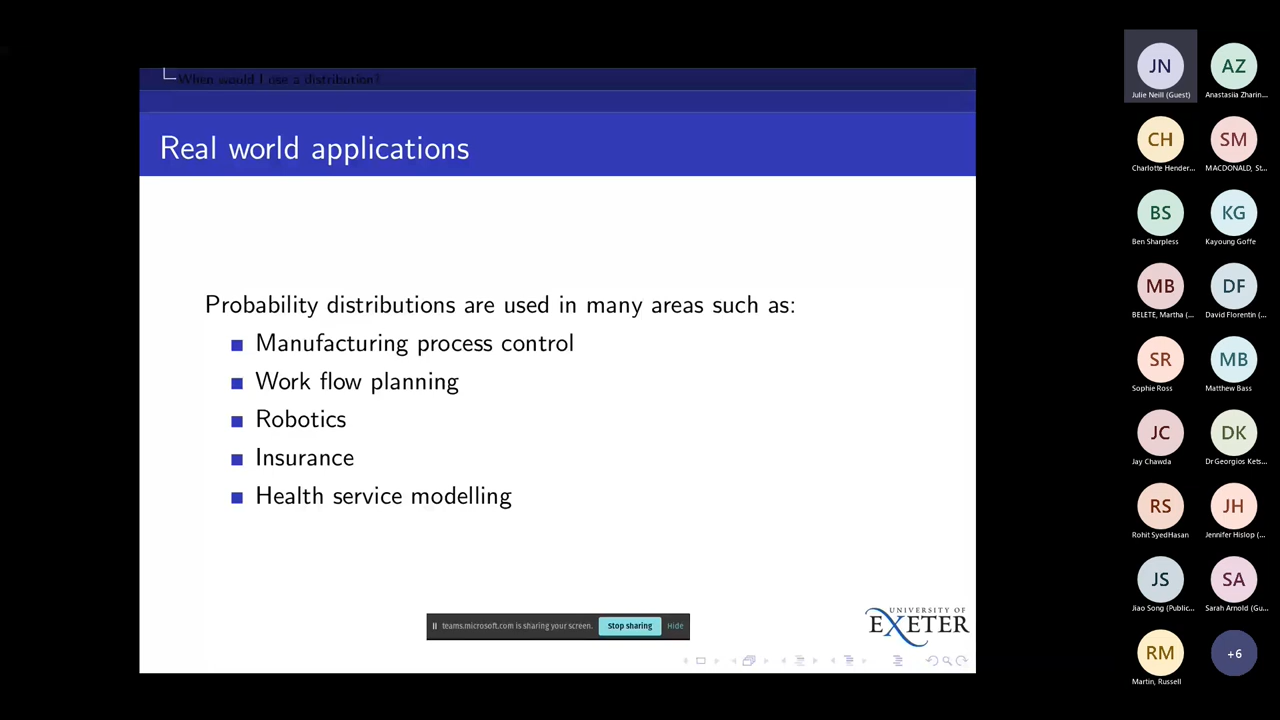 When would I use a distribution?
Real world applications
Probability distributions are used in many areas such as:
Manufacturing process control
Work flow planning
Robotics
Insurance
Health service modelling
teams.microsoft.com is sharing your screen. Stop sharing Hide
UNIVERSITY OF
EXETER
JN AZ
Julie Neill (Guest) Anastasiia Zharin...
CH SM
Charlotte Hender... MACDONALD, St...
BS KG
Ben Sharpless Kayoung Goffe
MB DF
BELETE, Martha (... David Florentin (...
SR MB
Sophie Ross Matthew Bass
JC DK
Jay Chawda DrGeorgios Kets...
RS JH
Rohit SyedHasan Jennifer Hislop (...
JS SA
Jiao Song (Public... Sarah Arnold (Gu...
RM +6
Martin, Russell